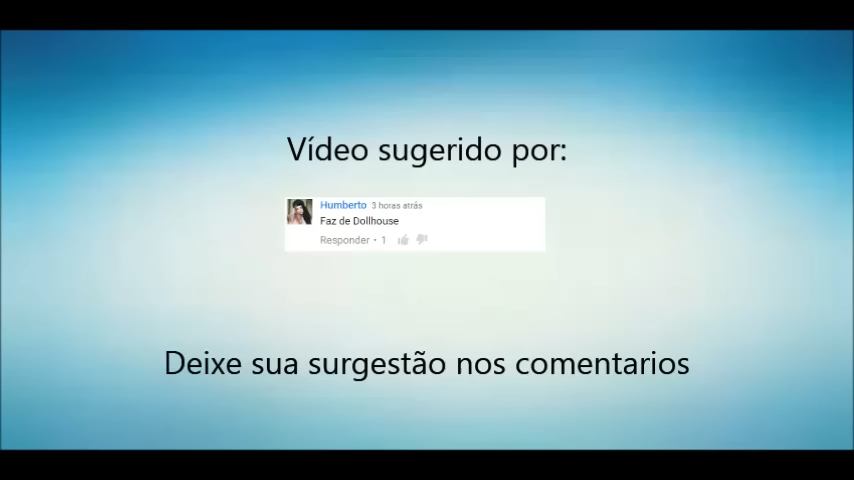 Vídeo sugerido por:
Humberto 3 horas atrás
Faz de Dollhouse
Responder • 1
Deixe sua surgestão nos comentarios